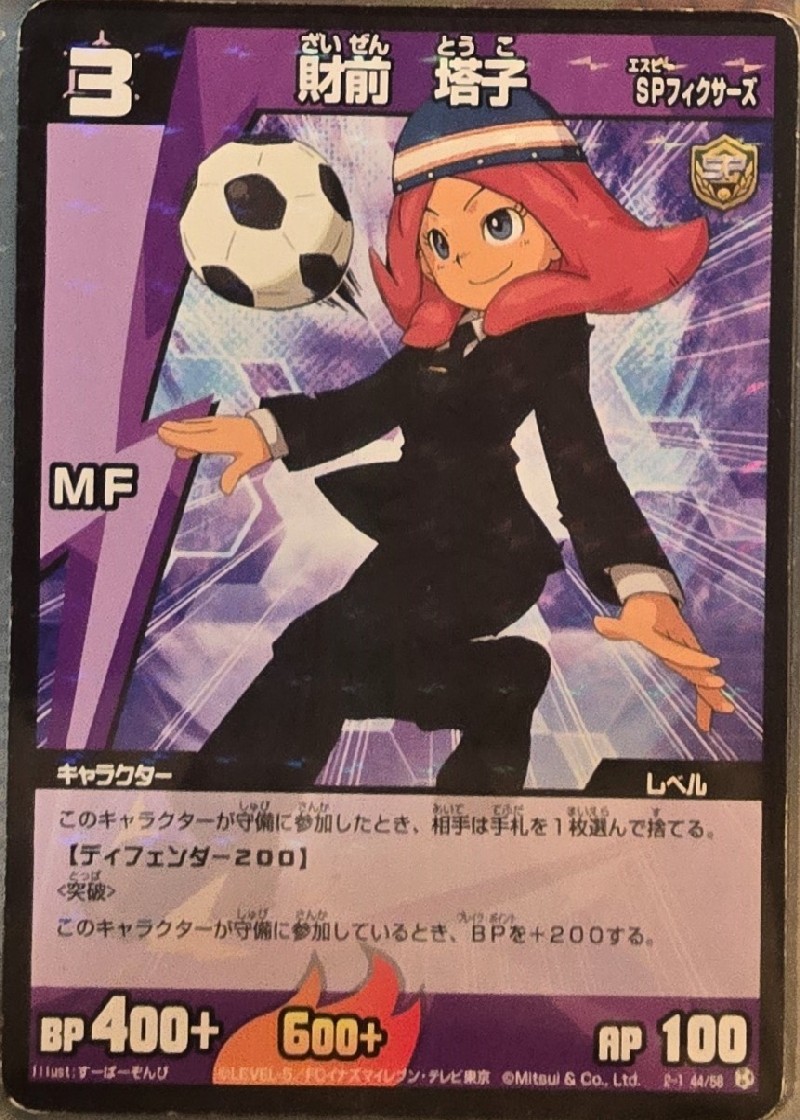 3
財前 塔子
ざいぜん とうこ
エスピー
SPフィクサーズ
SF
MF
キャラクター
レベル
このキャラクターが守備に参加したとき、相手は手札を1枚選んで捨てる。
【ディフェンダー200】
<突破>
このキャラクターが守備に参加しているとき、BPを+200する。
BP 400+
600+
AP 100
Illust:すーぱーぞんび
©LEVEL-5/FCイナズマイレブン・テレビ東京 ©Mitsui & Co., Ltd.
44/58